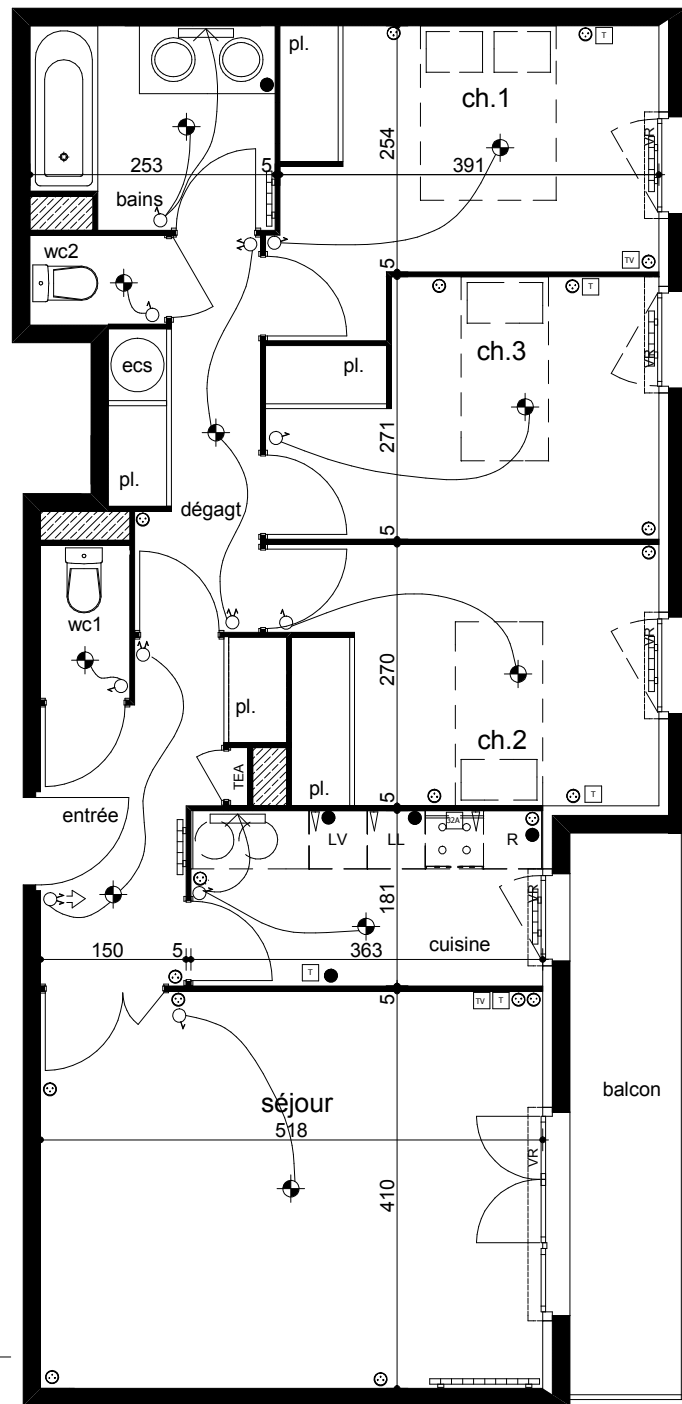 pl.
T
ch.1
VR
254
253
5
391
bains
wc2
5
TV
T
ch.3
VR
ecs
pl.
271
pl.
dégagt
5
wc1
VR
270
pl.
ch.2
TEA
pl.
5
T
entrée
32A
LV
LL
R
VR
181
150
5
363
cuisine
T
5
TV
T
séjour
518
balcon
VR
410